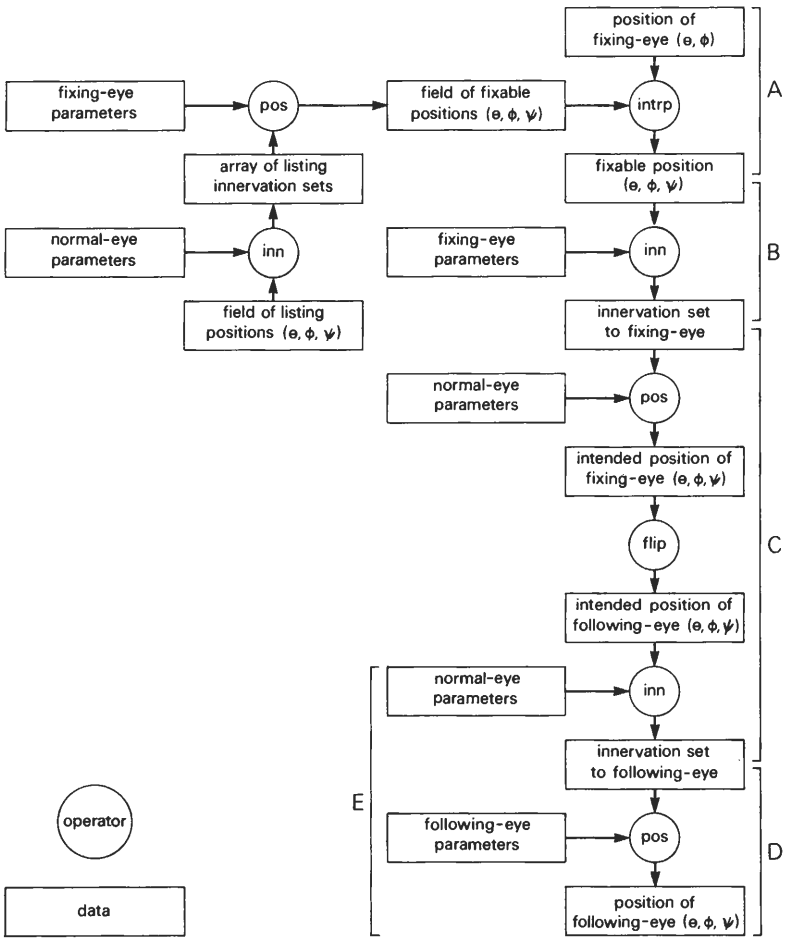 position of
fixing-eye (θ, ϕ)
A
fixing-eye
parameters
pos
field of fixable
positions (θ, ϕ, ψ)
intrp
array of listing
innervation sets
fixable position
(θ, ϕ, ψ)
normal-eye
parameters
inn
fixing-eye
parameters
inn
B
field of listing
positions (θ, ϕ, ψ)
innervation set
to fixing-eye
normal-eye
parameters
pos
intended position of
fixing-eye (θ, ϕ, ψ)
flip
C
intended position of
following-eye (θ, ϕ, ψ)
normal-eye
parameters
inn
innervation set
to following-eye
E
operator
following-eye
parameters
pos
D
data
position of
following-eye (θ, ϕ, ψ)